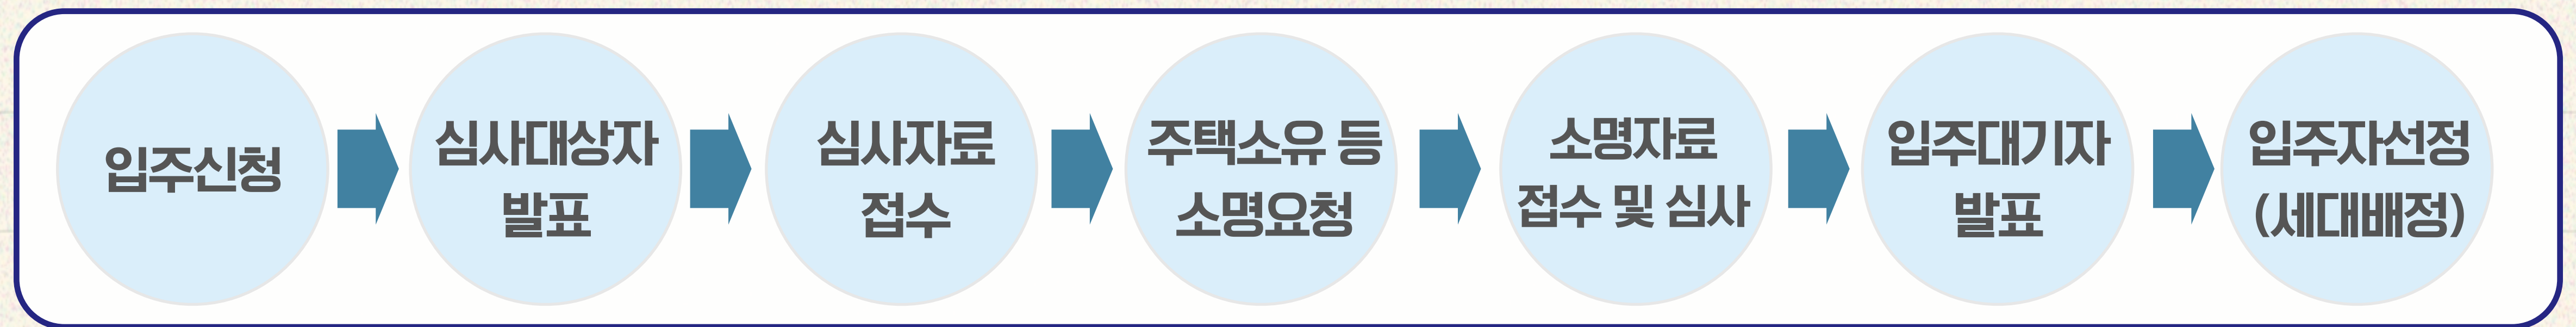 입주신청
심사대상자
발표
심사자료
접수
주택소유 등
소명요청
소명자료
접수 및 심사
입주대기자
발표
입주자선정
(세대배정)